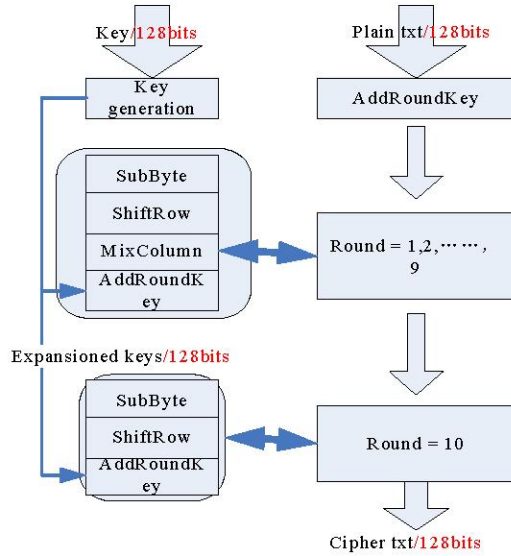 Key/128bits
Plain txt/128bits
Key
generation
AddRoundKey
SubByte
ShiftRow
MixColumn
AddRoundK
ey
Round = 1,2,……,
9
Expansioned keys/128bits
SubByte
ShiftRow
AddRoundK
ey
Round = 10
Cipher txt/128bits